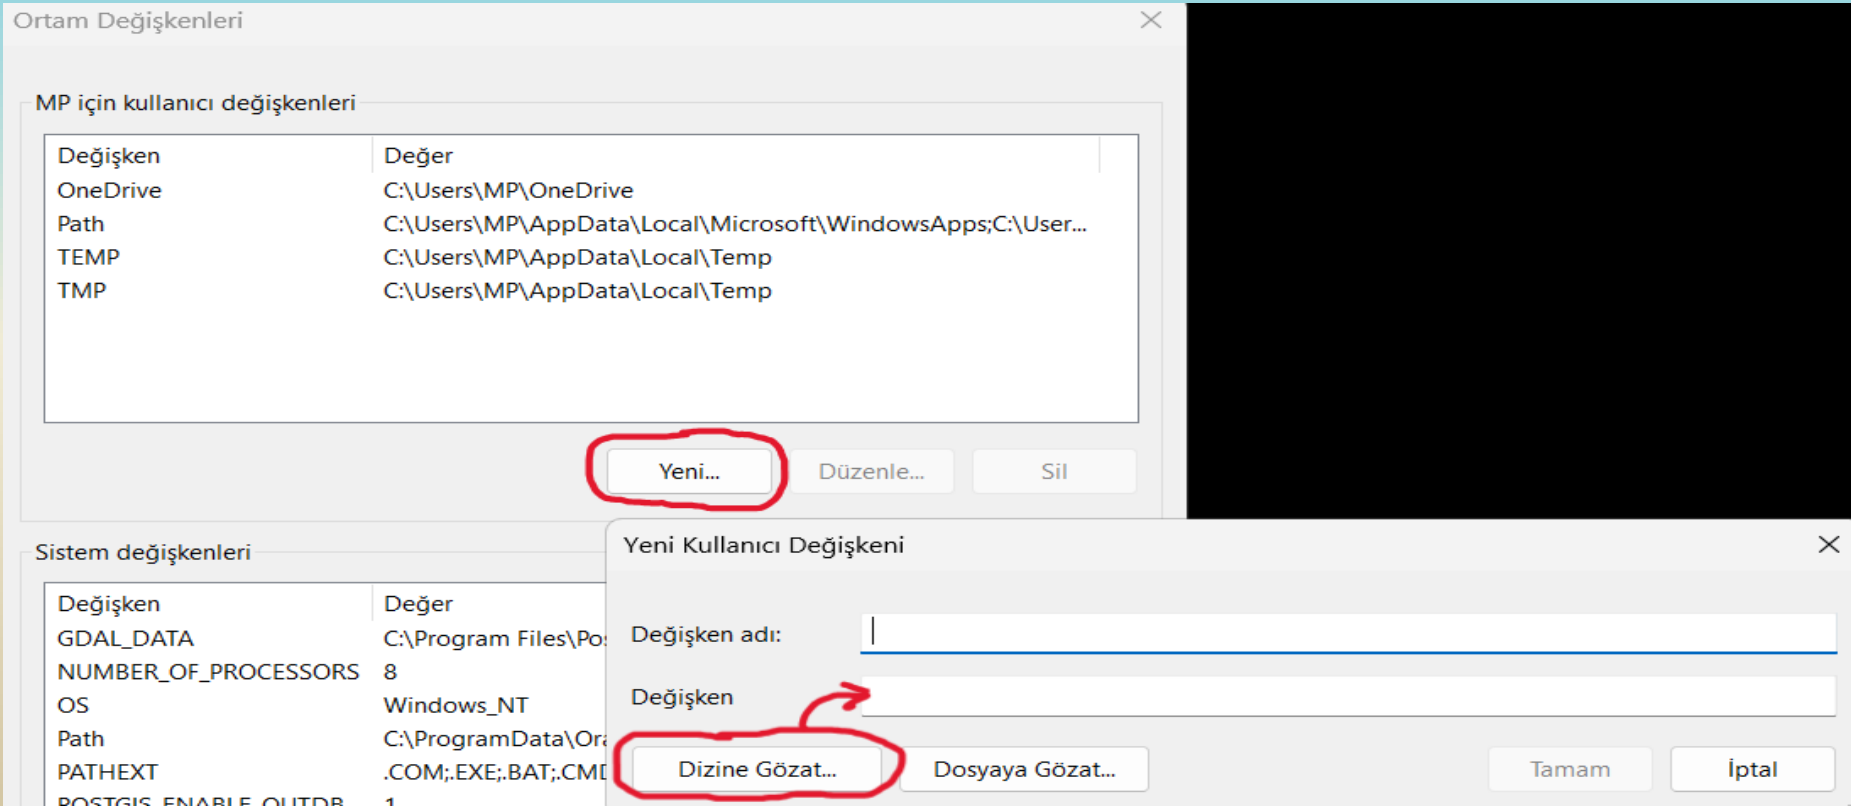 Ortam Değişkenleri
MP için kullanıcı değişkenleri
Değişken Değer
OneDrive C:\Users\MP\OneDrive
Path C:\Users\MP\AppData\Local\Microsoft\WindowsApps;C:\User...
TEMP C:\Users\MP\AppData\Local\Temp
TMP C:\Users\MP\AppData\Local\Temp
Yeni... Düzenle... Sil
Sistem değişkenleri
Değişken Değer
GDAL_DATA C:\Program Files\Pos
NUMBER_OF_PROCESSORS 8
OS Windows_NT
Path C:\ProgramData\Ora
PATHEXT .COM;.EXE;.BAT;.CMD
POSTGIS_ENABLE_OUTDB 1
Yeni Kullanıcı Değişkeni
Değişken adı:
Değişken
Dizine Gözat... Dosyaya Gözat... Tamam İptal